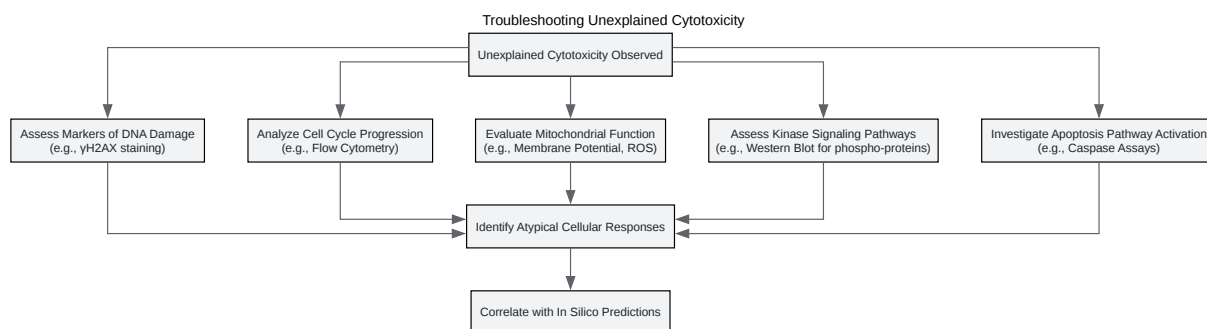 Troubleshooting Unexplained Cytotoxicity
Unexplained Cytotoxicity Observed
Assess Markers of DNA Damage
(e.g., γH2AX staining)
Analyze Cell Cycle Progression
(e.g., Flow Cytometry)
Evaluate Mitochondrial Function
(e.g., Membrane Potential, ROS)
Assess Kinase Signaling Pathways
(e.g., Western Blot for phospho-proteins)
Investigate Apoptosis Pathway Activation
(e.g., Caspase Assays)
Identify Atypical Cellular Responses
Correlate with In Silico Predictions